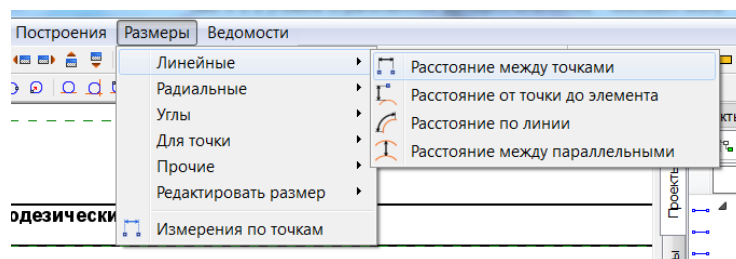 Построения Размеры Ведомости
Линейные
Радиальные
Углы
Для точки
Прочие
Редактировать размер
Измерения по точкам
Расстояние между точками
Расстояние от точки до элемента
Расстояние по линии
Расстояние между параллельными
одезически
Проекты